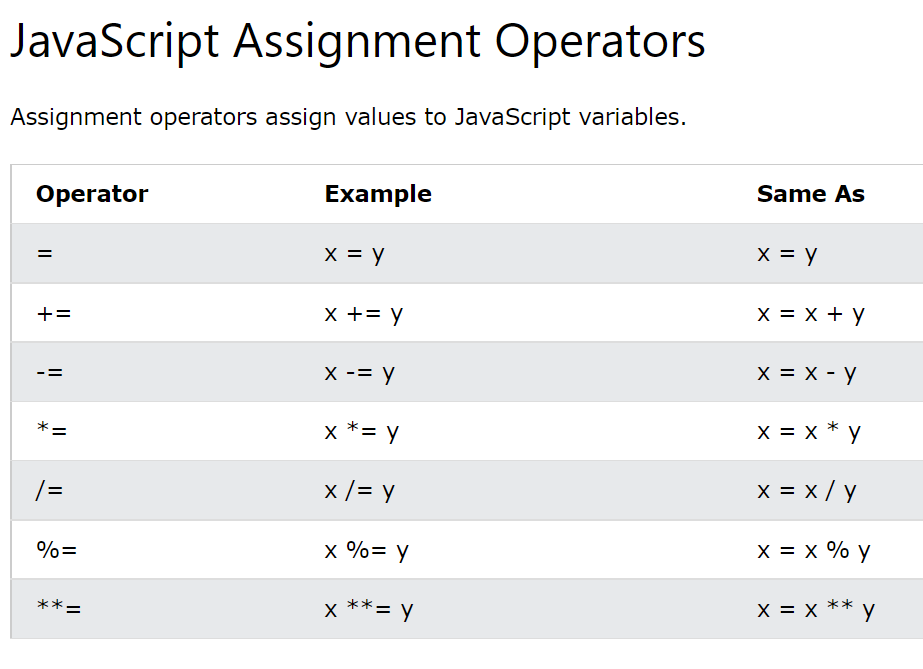 JavaScript Assignment Operators
Assignment operators assign values to JavaScript variables.
Operator Example Same As
= x = y x = y
+= x += y x = x + y
-= x -= y x = x - y
*= x *= y x = x * y
/= x /= y x = x / y
%= x %= y x = x % y
**= x **= y x = x ** y